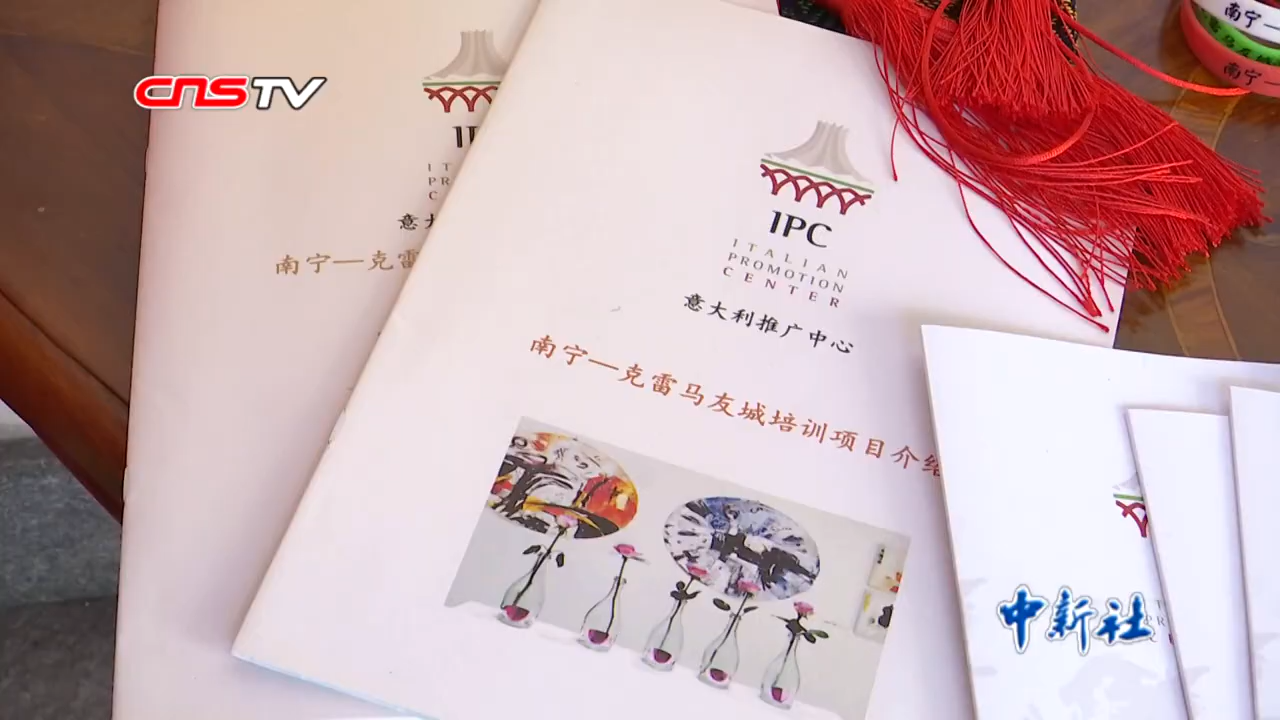 CNSTV
IPC
ITALIAN
PROMOTION
CENTER
意大利推广中心
南宁—克雷马友城培训项目介绍
意大
南宁—克雷
南宁—
南宁—
中新社